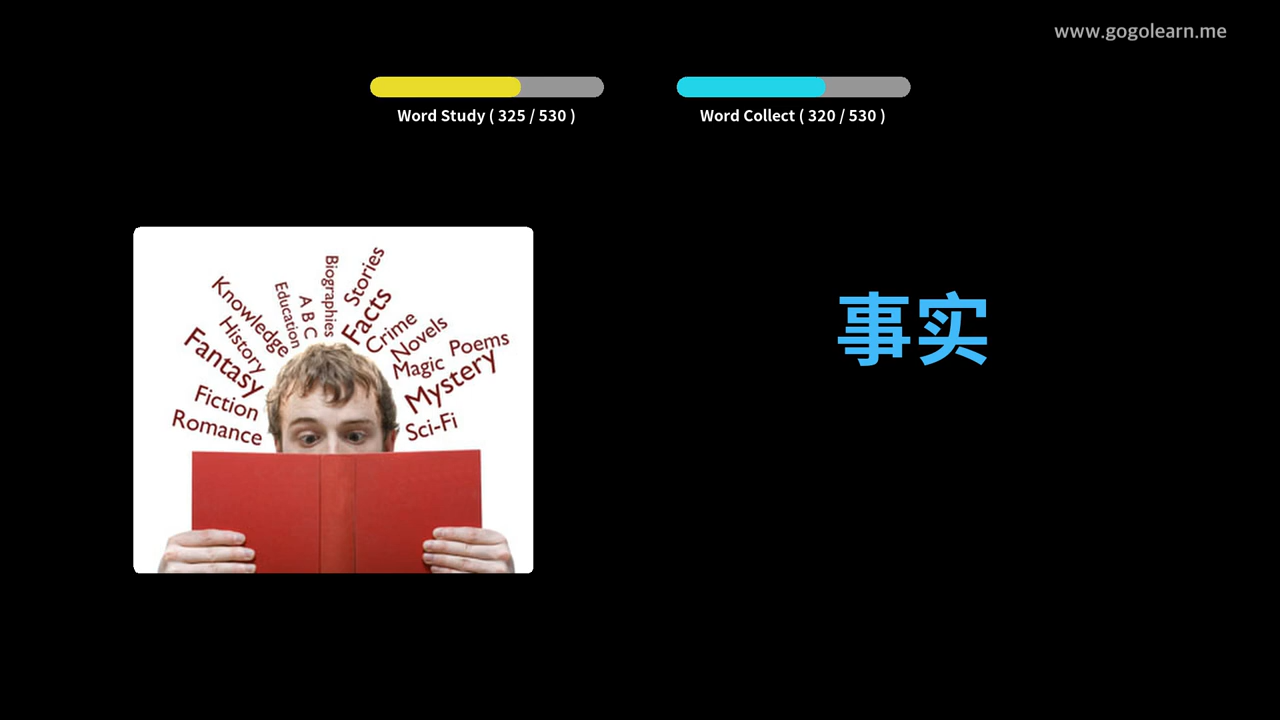 www.gogolearn.me
Word Study ( 325 / 530 )
Word Collect ( 320 / 530 )
事实
Biographies
Stories
Education
A B C
Facts
Knowledge
Crime
History
Novels
Fantasy
Magic
Poems
Mystery
Fiction
Romance
Sci-Fi